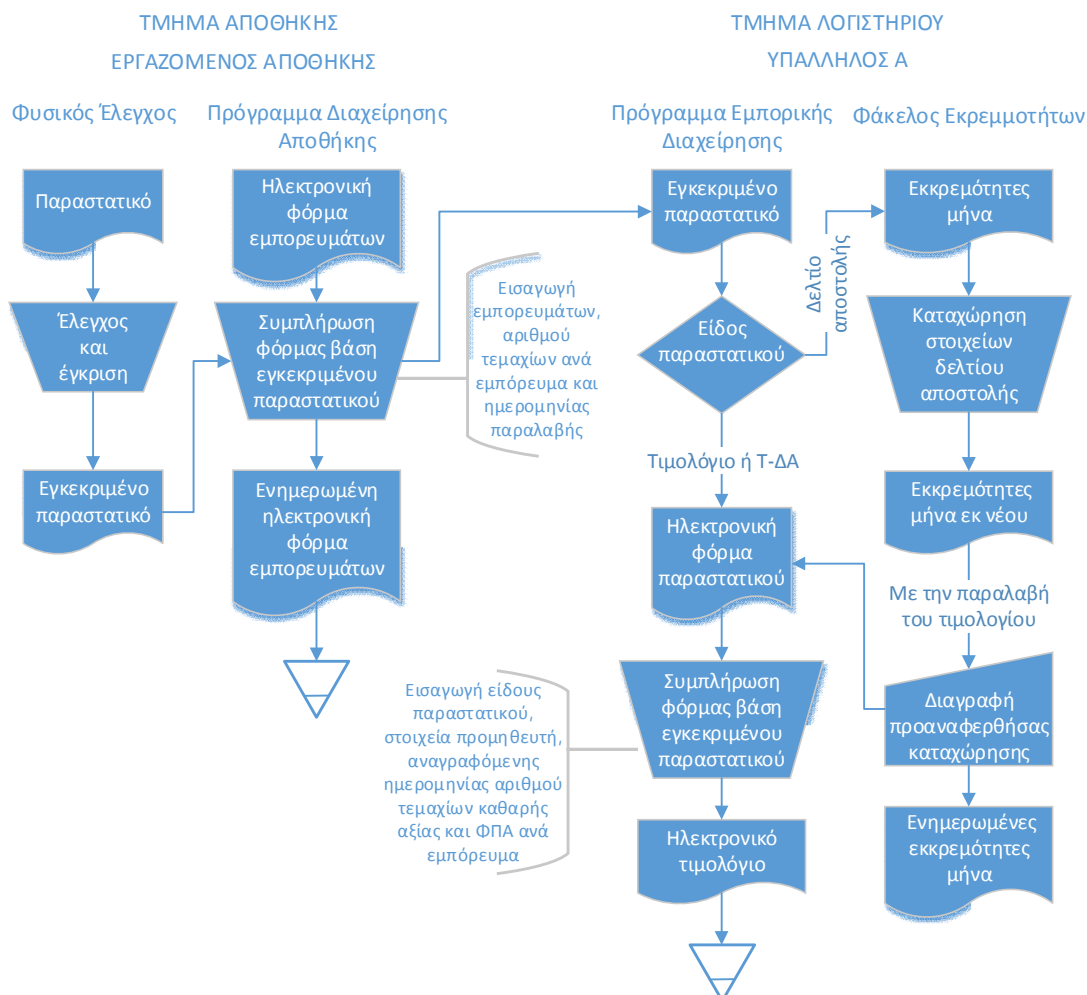 ΤΜΗΜΑ ΑΠΟΘΗΚΗΣ
ΕΡΓΑΖΟΜΕΝΟΣ ΑΠΟΘΗΚΗΣ
ΤΜΗΜΑ ΛΟΓΙΣΤΗΡΙΟΥ
ΥΠΑΛΛΗΛΟΣ Α
Φυσικός Έλεγχος
Πρόγραμμα Διαχείρησης
Αποθήκης
Πρόγραμμα Εμπορικής
Διαχείρησης
Φάκελος Εκρεμμοτήτων
Παραστατικό
Έλεγχος
και
έγκριση
Εγκεκριμένο
παραστατικό
Ηλεκτρονική
φόρμα
εμπορευμάτων
Συμπλήρωση
φόρμας βάση
εγκεκριμένου
παραστατικού
Εισαγωγή
εμπορευμάτων,
αριθμού
τεμαχίων ανά
εμπόρευμα και
ημερομηνίας
παραλαβής
Ενημερωμένη
ηλεκτρονική
φόρμα
εμπορευμάτων
Εγκεκριμένο
παραστατικό
Είδος
παραστατικού
Δελτίο
αποστολής
Τιμολόγιο ή Τ-ΔΑ
Ηλεκτρονική
φόρμα
παραστατικού
Συμπλήρωση
φόρμας βάση
εγκεκριμένου
παραστατικού
Εισαγωγή είδους
παραστατικού,
στοιχεία προμηθευτή,
αναγραφόμενης
ημερομηνίας αριθμού
τεμαχίων καθαρής
αξίας και ΦΠΑ ανά
εμπόρευμα
Ηλεκτρονικό
τιμολόγιο
Εκκρεμότητες
μήνα
Καταχώρηση
στοιχείων
δελτίου
αποστολής
Εκκρεμότητες
μήνα εκ νέου
Με την παραλαβή
του τιμολογίου
Διαγραφή
προαναφερθήσας
καταχώρησης
Ενημερωμένες
εκκρεμότητες
μήνα